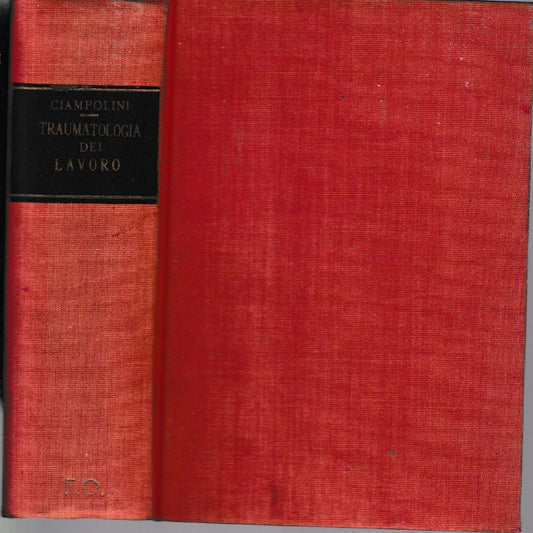 CIAMPOLINI
TRAUMATOLOGIA
DEL
LAVORO
T.O.